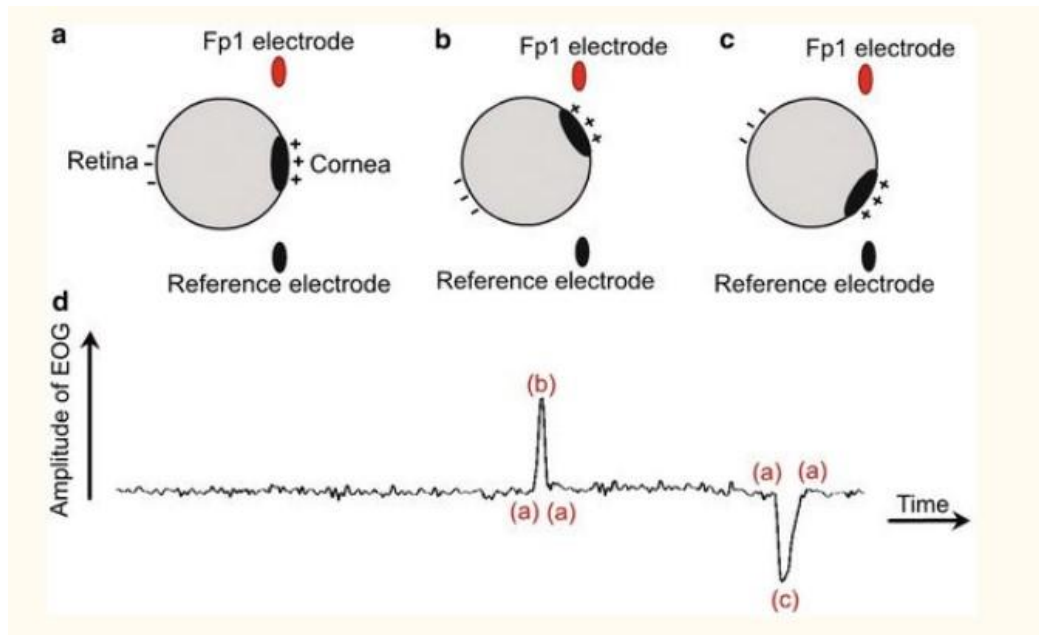 a
Fp1 electrode
b
Fp1 electrode
c
Fp1 electrode
Retina
Cornea
Reference electrode
Reference electrode
Reference electrode
d
Amplitude of EOG
(b)
(a) (a)
(a) (a)
Time
(c)